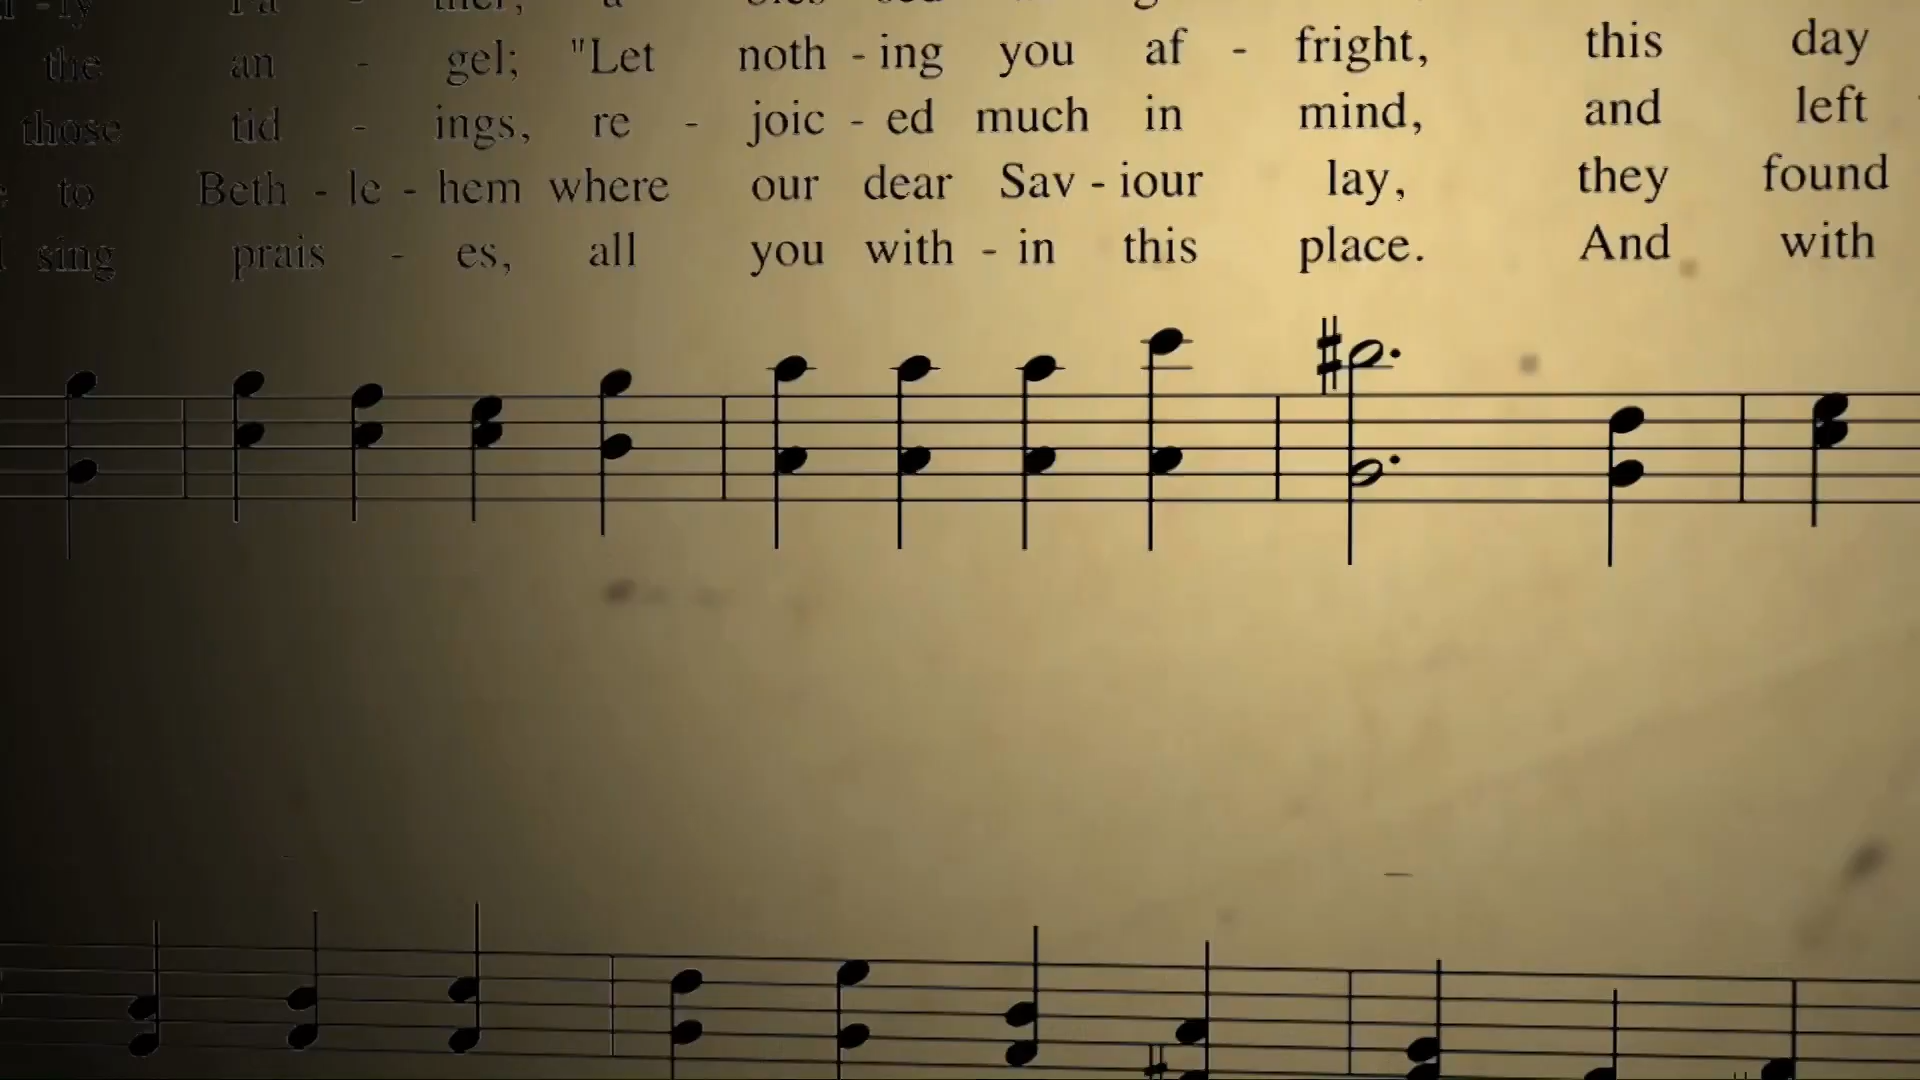 the an - gel; "Let noth - ing you af - fright, this day
those tid - ings, re - joic - ed much in mind, and left
to Beth - le - hem where our dear Sav - iour lay, they found
sing prais - es, all you with - in this place. And with